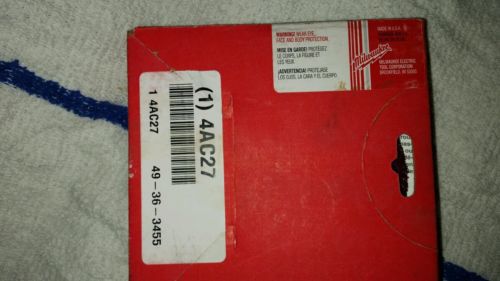 WARNING! WEAR EYE,
FACE AND BODY PROTECTION.
MISE EN GARDE! PROTÉGEZ
LE CORPS, LA FIGURE ET
LES YEUX.
¡ADVERTENCIA! PROTEJASE
LOS OJOS, LA CARA Y EL CUERPO.
MADE IN U.S.A.
Milwaukee
MILWAUKEE ELECTRIC
TOOL CORPORATION
BROOKFIELD, WI 53005
(1) 4AC27
1 4AC27
49-36-3455